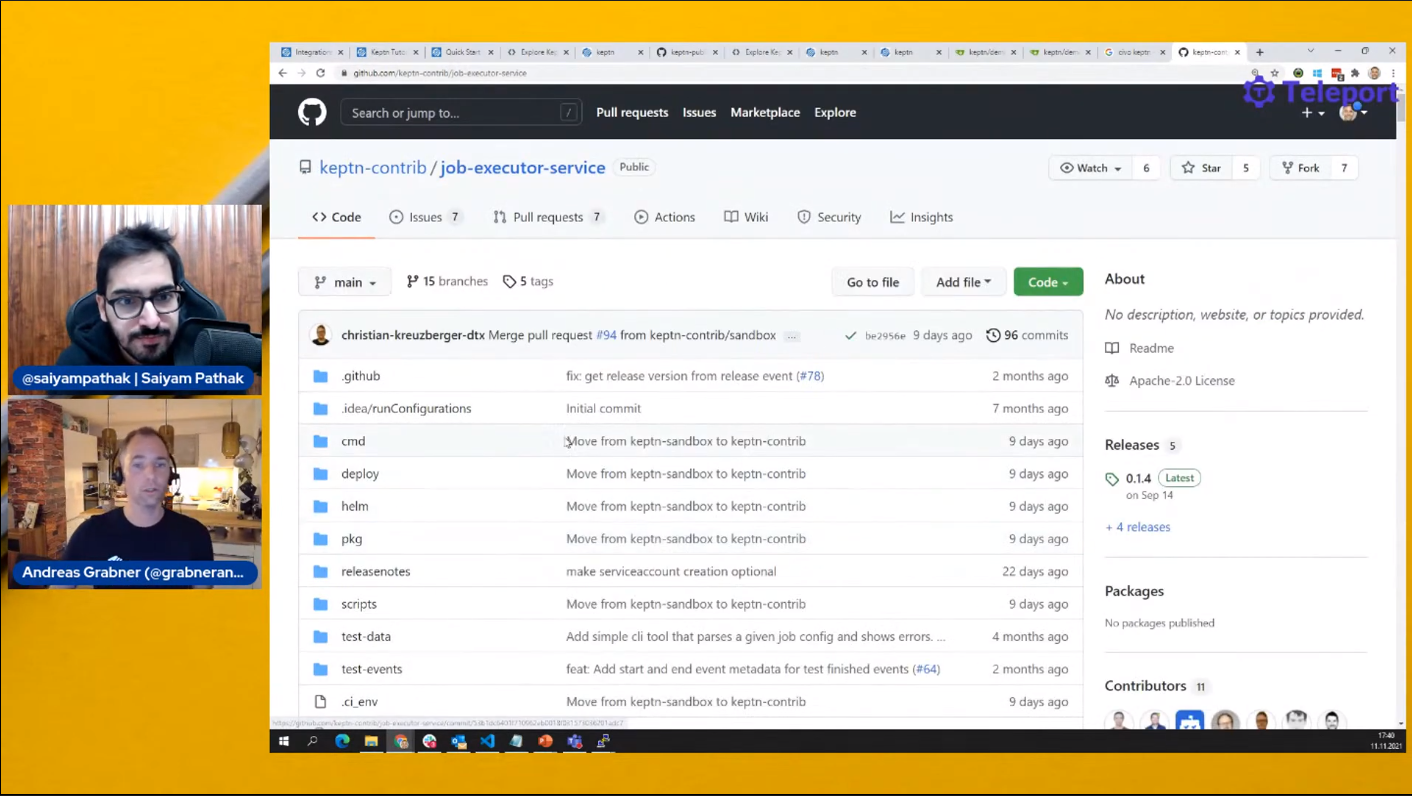 Integration
Keptn Tuto
Quick Start
Explore Ke
keptn
keptn-publ
Explore Ke
keptn
keptn
keptn/dem
keptn/dem
civo keptn
keptn-cont
github.com/keptn-contrib/job-executor-service
Teleport
Search or jump to...
/
Pull requests
Issues
Marketplace
Explore
keptn-contrib / job-executor-service
Public
Watch 6
Star 5
Fork 7
Code
Issues 7
Pull requests 7
Actions
Wiki
Security
Insights
main
15 branches
5 tags
Go to file
Add file
Code
christian-kreuzberger-dtx Merge pull request #94 from keptn-contrib/sandbox ... be2956e 9 days ago 96 commits
.github fix: get release version from release event (#78) 2 months ago
.idea/runConfigurations Initial commit 7 months ago
cmd Move from keptn-sandbox to keptn-contrib 9 days ago
deploy Move from keptn-sandbox to keptn-contrib 9 days ago
helm Move from keptn-sandbox to keptn-contrib 9 days ago
pkg Move from keptn-sandbox to keptn-contrib 9 days ago
releasenotes make serviceaccount creation optional 22 days ago
scripts Move from keptn-sandbox to keptn-contrib 9 days ago
test-data Add simple cli tool that parses a given job config and shows errors. ... 4 months ago
test-events feat: Add start and end event metadata for test finished events (#64) 2 months ago
.ci_env Move from keptn-sandbox to keptn-contrib 9 days ago
About
No description, website, or topics provided.
Readme
Apache-2.0 License
Releases 5
0.1.4 Latest
on Sep 14
+ 4 releases
Packages
No packages published
Contributors 11
@saiyampathak | Saiyam Pathak
Andreas Grabner (@grabneran...
17:40
11.11.2021